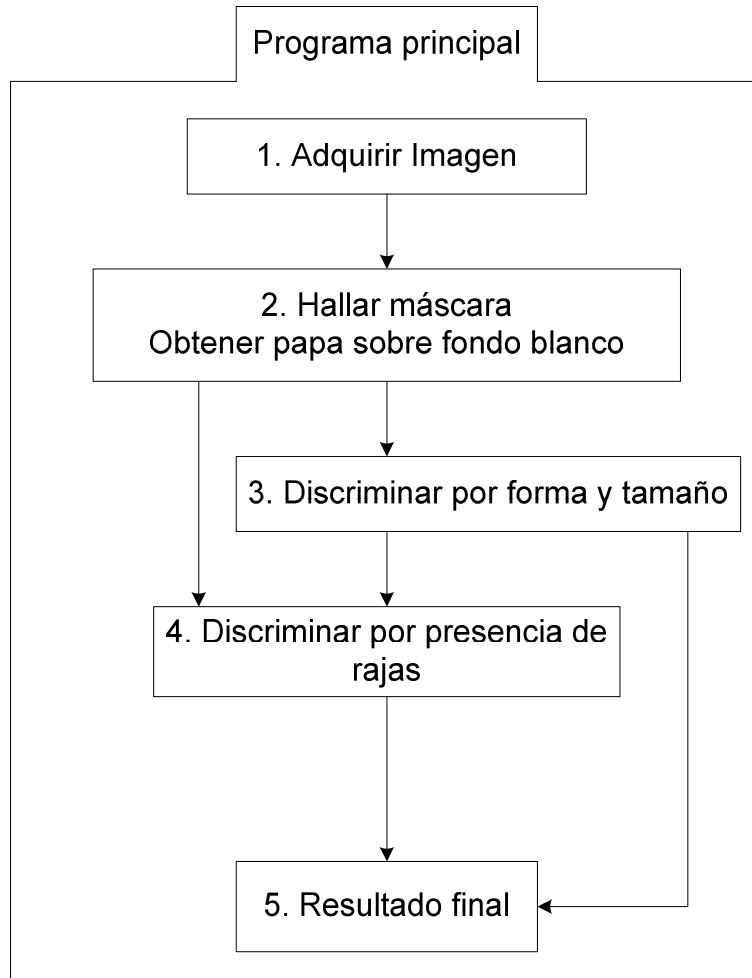 Programa principal
1. Adquirir Imagen
2. Hallar máscara
Obtener papa sobre fondo blanco
3. Discriminar por forma y tamaño
4. Discriminar por presencia de
rajas
5. Resultado final